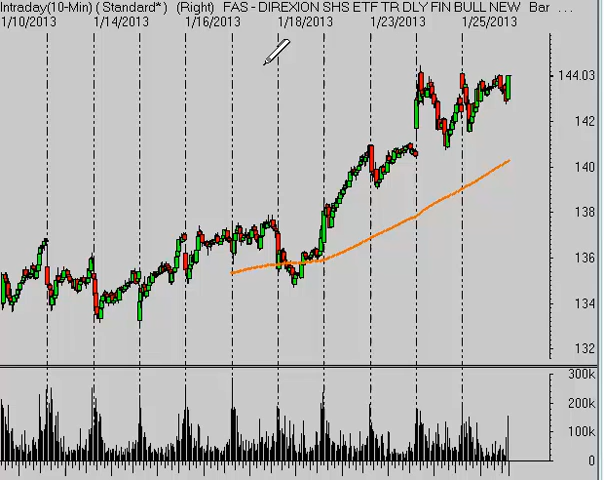 Intraday(10-Min) ( Standard* ) (Right) FAS - DIREXION SHS ETF TR DLY FIN BULL NEW Bar ...
1/10/2013 1/14/2013 1/16/2013 1/18/2013 1/23/2013 1/25/2013
144.03
142
140
138
136
134
132
300k
200k
100k
0